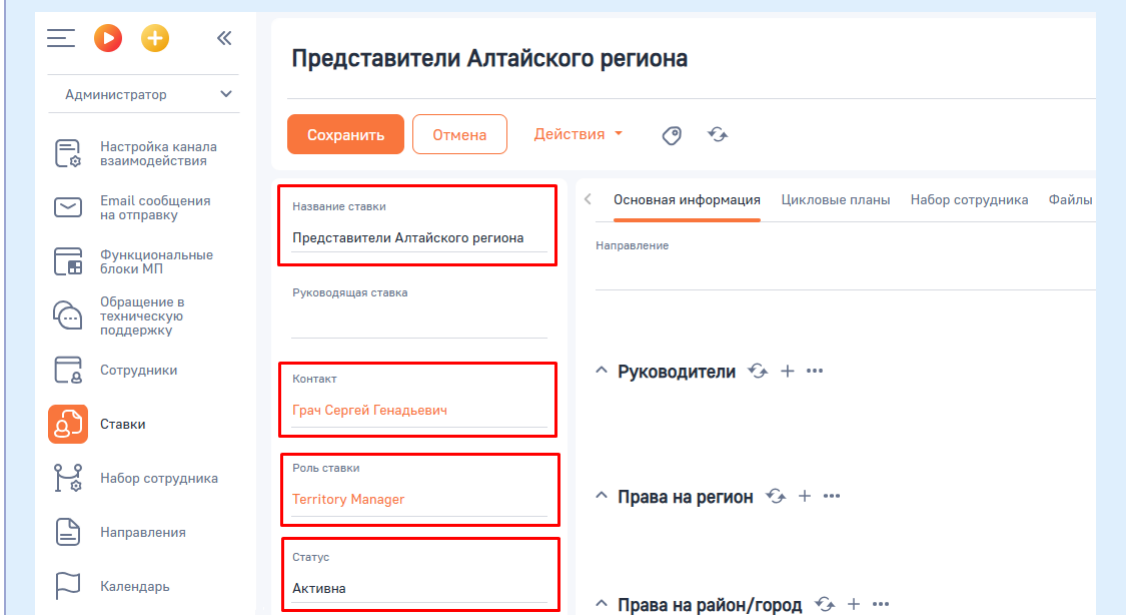 Представители Алтайского региона
Администратор
Сохранить
Отмена
Действия
Настройка канала
взаимодействия
Email сообщения
на отправку
Функциональные
блоки МП
Обращение в
техническую
поддержку
Сотрудники
Ставки
Набор сотрудника
Направления
Календарь
Название ставки
Представители Алтайского региона
Руководящая ставка
Контакт
Грач Сергей Генадьевич
Роль ставки
Territory Manager
Статус
Активна
Основная информация
Цикловые планы
Набор сотрудника
Файлы
Направление
Руководители
Права на регион
Права на район/город